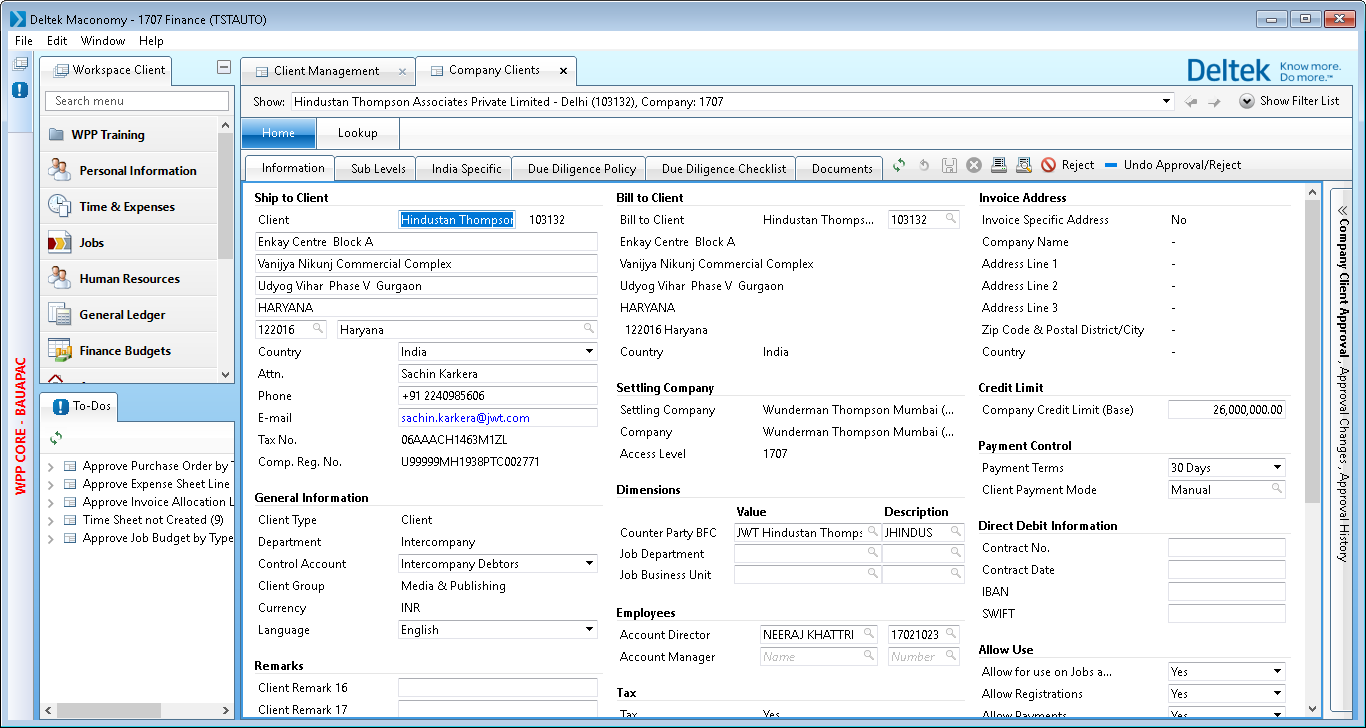 Deltek Maconomy - 1707 Finance (TSTAUTO)
File Edit Window Help
WPP CORE - BAUAPAC
Workspace Client
Search menu
WPP Training
Personal Information
Time & Expenses
Jobs
Human Resources
General Ledger
Finance Budgets
To-Dos
Approve Purchase Order by
Approve Expense Sheet Line
Approve Invoice Allocation L
Time Sheet not Created (9)
Approve Job Budget by Type
Client Management
Company Clients
Deltek Know more. Do more.™
Show: Hindustan Thompson Associates Private Limited - Delhi (103132), Company: 1707
Show Filter List
Home Lookup
Information Sub Levels India Specific Due Diligence Policy Due Diligence Checklist Documents Reject Undo Approval/Reject
Ship to Client
Client Hindustan Thompson 103132
Enkay Centre Block A
Vanijya Nikunj Commercial Complex
Udyog Vihar Phase V Gurgaon
HARYANA
122016 Haryana
Country India
Attn. Sachin Karkera
Phone +91 2240985606
E-mail sachin.karkera@jwt.com
Tax No. 06AAACH1463M1ZL
Comp. Reg. No. U99999MH1938PTC002771
General Information
Client Type Client
Department Intercompany
Control Account Intercompany Debtors
Client Group Media & Publishing
Currency INR
Language English
Remarks
Client Remark 16
Client Remark 17
Bill to Client
Bill to Client Hindustan Thomps... 103132
Enkay Centre Block A
Vanijya Nikunj Commercial Complex
Udyog Vihar Phase V Gurgaon
HARYANA
122016 Haryana
Country India
Settling Company
Settling Company Wunderman Thompson Mumbai (...
Company Wunderman Thompson Mumbai (...
Access Level 1707
Dimensions
Value Description
Counter Party BFC JWT Hindustan Thomps JHINDUS
Job Department
Job Business Unit
Employees
Account Director NEERAJ KHATTRI 17021023
Account Manager Name Number
Tax
Tax Yes
Invoice Address
Invoice Specific Address No
Company Name -
Address Line 1 -
Address Line 2 -
Address Line 3 -
Zip Code & Postal District/City -
Country -
Credit Limit
Company Credit Limit (Base) 26,000,000.00
Payment Control
Payment Terms 30 Days
Client Payment Mode Manual
Direct Debit Information
Contract No.
Contract Date
IBAN
SWIFT
Allow Use
Allow for use on Jobs a... Yes
Allow Registrations Yes
Allow Payments Yes
Company Client Approval , Approval Changes , Approval History